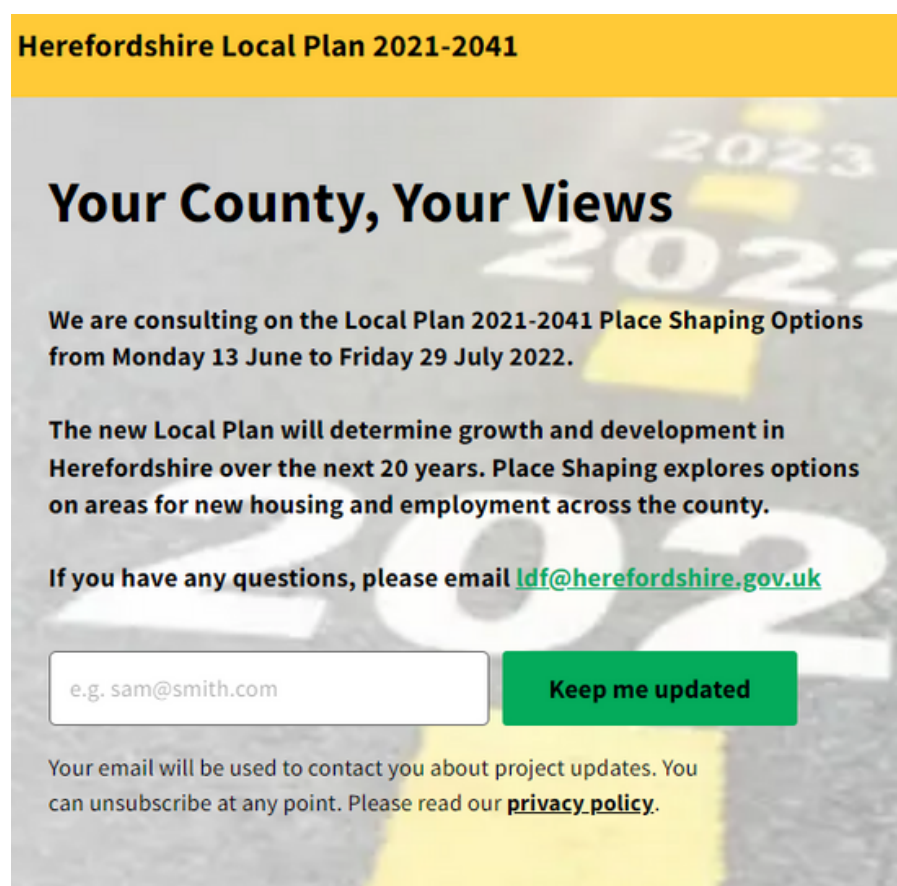 Herefordshire Local Plan 2021-2041
2023
Your County, Your Views
2022
We are consulting on the Local Plan 2021-2041 Place Shaping Options
from Monday 13 June to Friday 29 July 2022.
The new Local Plan will determine growth and development in
Herefordshire over the next 20 years. Place Shaping explores options
on areas for new housing and employment across the county.
202
If you have any questions, please email ldf@herefordshire.gov.uk
e.g. sam@smith.com
Keep me updated
Your email will be used to contact you about project updates. You
can unsubscribe at any point. Please read our privacy policy.